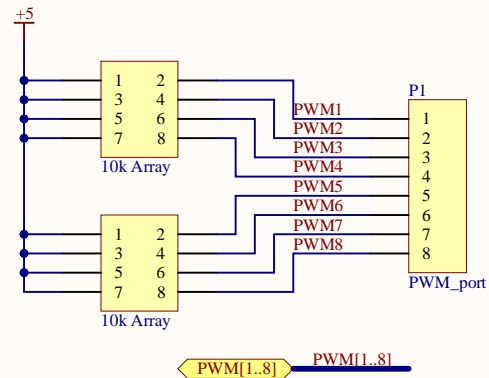 +5
P1
1 2
3 4
5 6
7 8
10k Array
PWM1
PWM2
PWM3
PWM4
PWM5
PWM6
PWM7
PWM8
1
2
3
4
5
6
7
8
PWM_port
1 2
3 4
5 6
7 8
10k Array
PWM[1..8]
PWM[1..8]